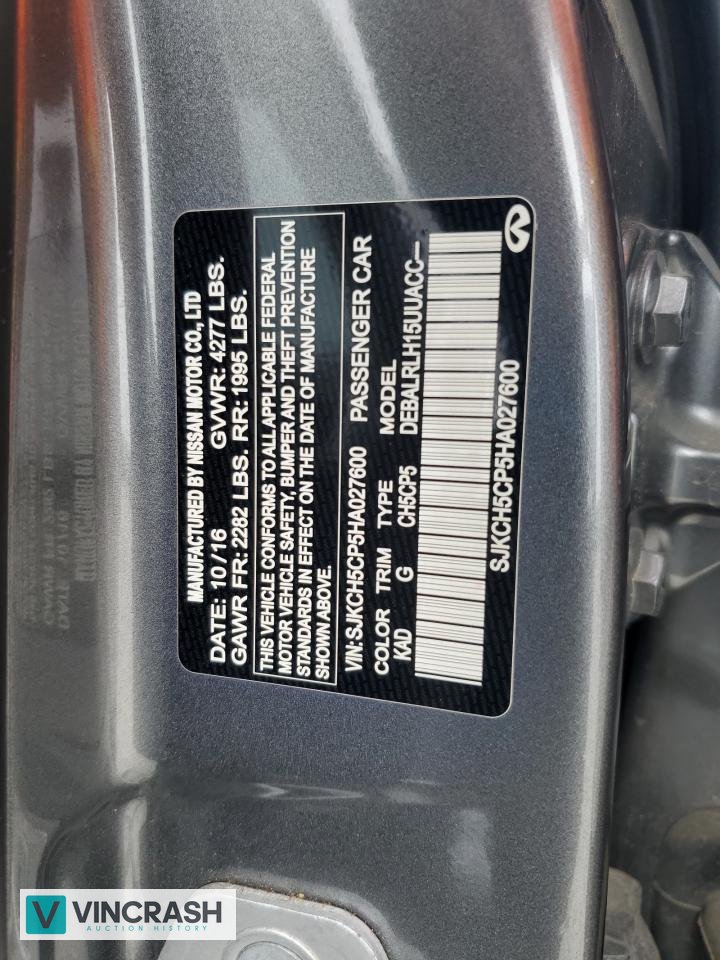 MANUFACTURED BY NISSAN MOTOR CO., LTD
DATE: 10/16 GVWR: 4277 LBS.
GAWR FR: 2282 LBS. RR: 1995 LBS.
THIS VEHICLE CONFORMS TO ALL APPLICABLE FEDERAL
MOTOR VEHICLE SAFETY, BUMPER AND THEFT PREVENTION
STANDARDS IN EFFECT ON THE DATE OF MANUFACTURE
SHOWN ABOVE.
VIN:SJKCH5CP5HA027600 PASSENGER CAR
COLOR TRIM TYPE MODEL
KAD G CH5CP5 DEBALRLH15UUACC—
SJKCH5CP5HA027600
V VINCRASH
AUCTION HISTORY